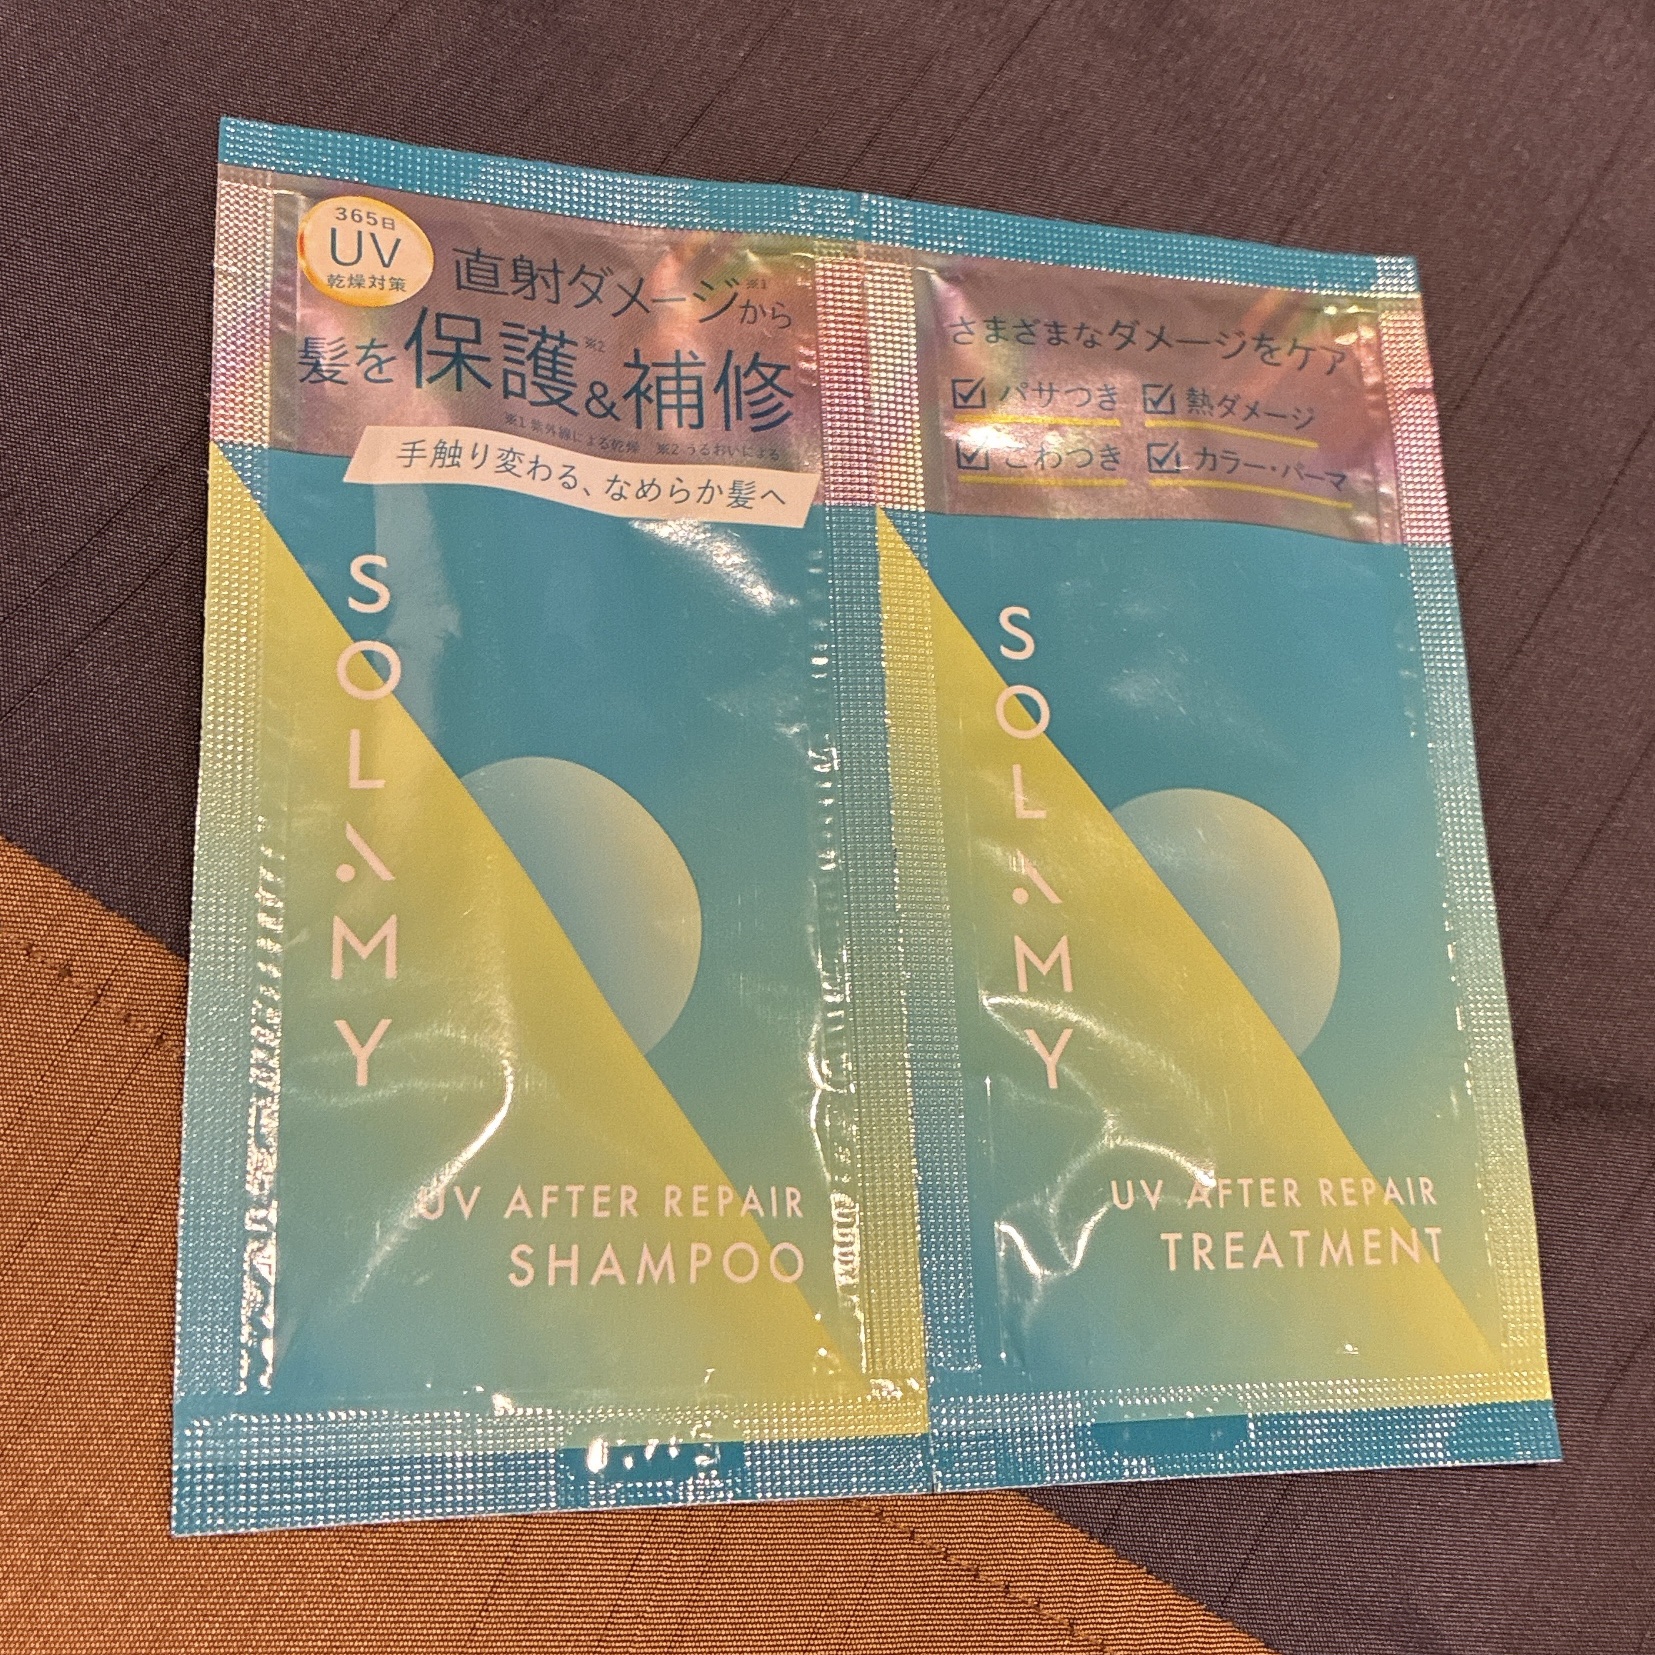 365日
UV
乾燥対策
直射ダメージ※1から
髪を保護※2&補修
※1 紫外線による乾燥 ※2 うるおいによる
手触り変わる、なめらか髪へ
SOLAMY
UV AFTER REPAIR
SHAMPOO
さまざまなダメージをケア
パサつき 熱ダメージ
ごわつき カラー・パーマ
SOLAMY
UV AFTER REPAIR
TREATMENT